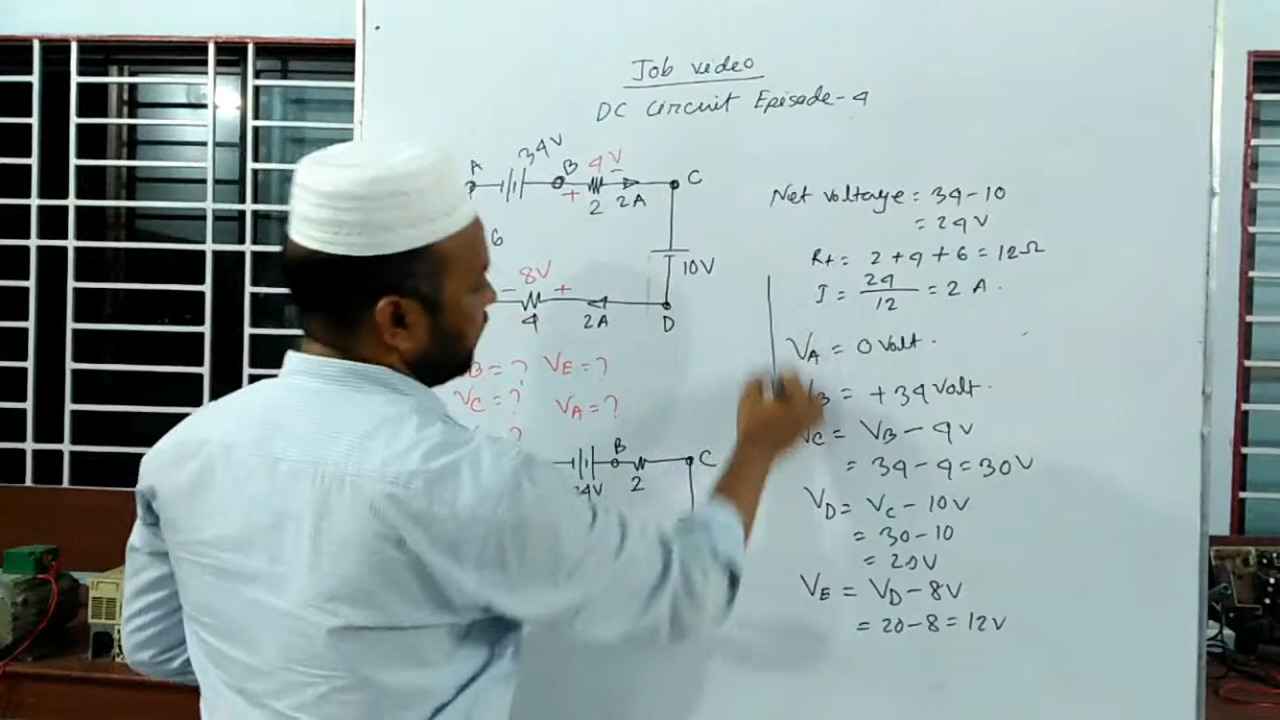 Job video
DC Circuit Episode-4
A 34V B 4V C
+ -
2 2A
6
10V
- 8V +
4 2A D
B = ? VE = ?
VC = ? VA = ?
?
B C
34V 2
Net voltage = 34-10
= 24V
Rt = 2+4+6 = 12Ω
I = 24/12 = 2 A.
VA = 0 Volt.
VB = +34 Volt.
VC = VB - 4V
= 34-4 = 30V
VD = VC - 10V
= 30-10
= 20V
VE = VD - 8V
= 20-8 = 12V